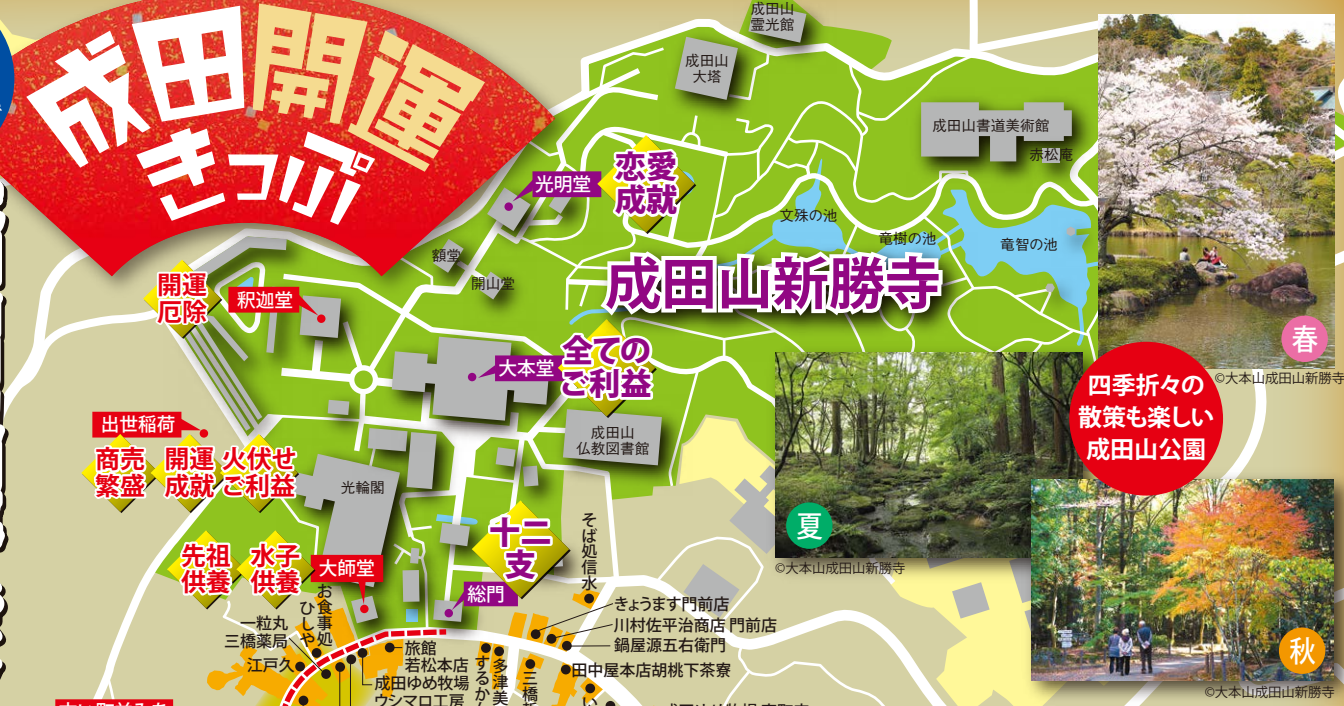 成田開運
きっぷ
成田山
霊光館
成田山
大塔
成田山書道美術館
赤松庵
光明堂
恋愛
成就
文殊の池
竜樹の池
竜智の池
額堂
開山堂
成田山新勝寺
開運
厄除
釈迦堂
大本堂
全ての
ご利益
成田山
仏教図書館
出世稲荷
商売
繁盛
開運
成就
火伏せ
ご利益
光輪閣
先祖
供養
水子
供養
大師堂
十二
支
総門
そば処信水
お食事処
ひしや
一粒丸
三橋薬局
江戸久
旅館
若松本店
成田ゆめ牧場
ウシマロ工房
きょうます門前店
川村佐平治商店 門前店
鍋屋源五右衛門
田中屋本店胡桃下茶寮
春
©大本山成田山新勝寺
四季折々の
散策も楽しい
成田山公園
夏
©大本山成田山新勝寺
秋
©大本山成田山新勝寺